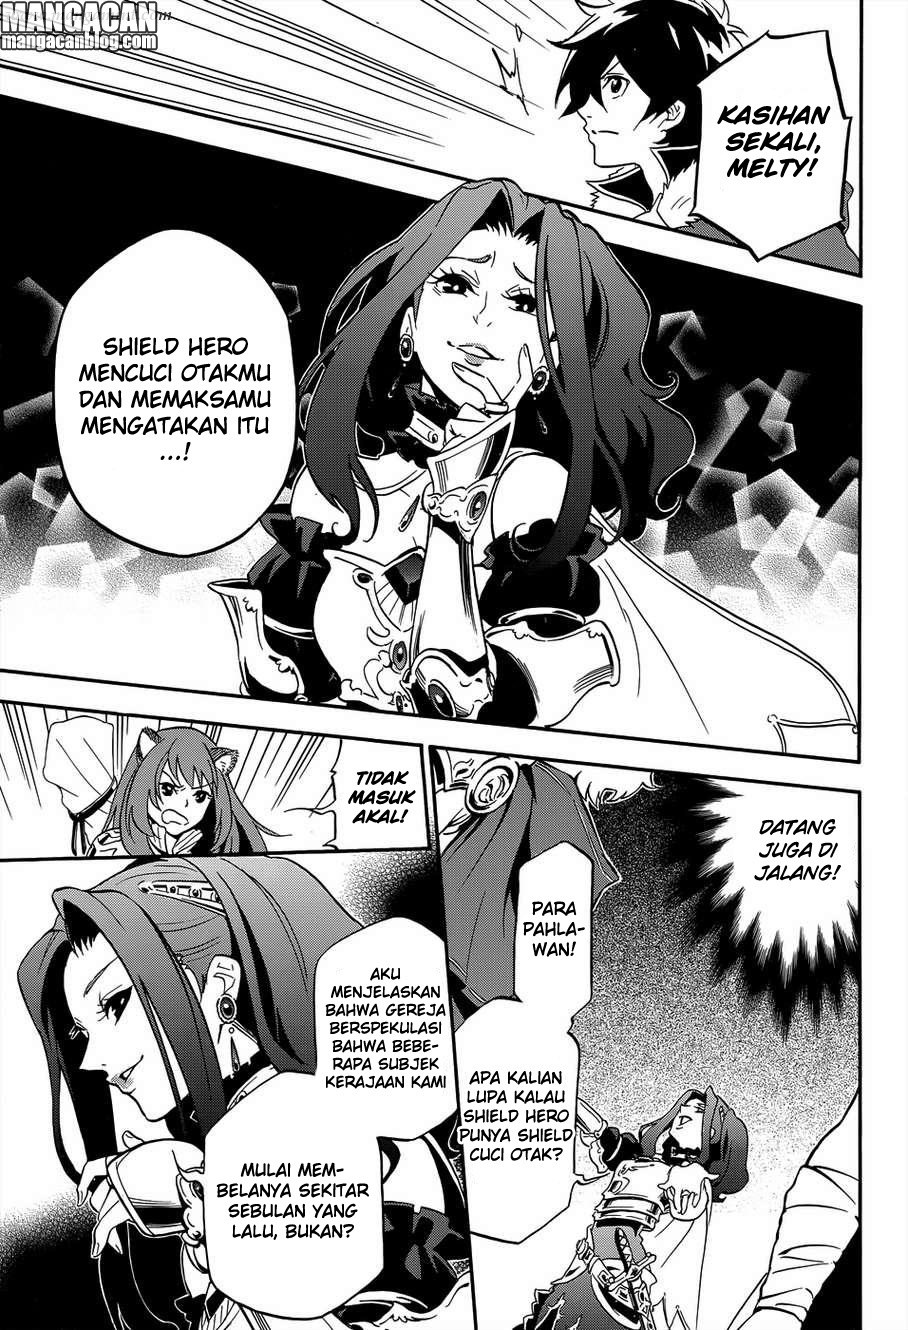 MANGACAN
mangacanblog.com
KASIHAN
SEKALI,
MELTY!
SHIELD HERO
MENCUCI OTAKMU
DAN MEMAKSAMU
MENGATAKAN ITU
...!
TIDAK
MASUK
AKAL!
DATANG
JUGA DI
JALANG!
PARA
PAHLA-
WAN!
APA KALIAN
LUPA KALAU
SHIELD HERO
PUNYA SHIELD
CUCI OTAK?
AKU
MENJELASKAN
BAHWA GEREJA
BERSPEKULASI
BAHWA BEBE-
RAPA SUBJEK
KERAJAAN KAMI
MULAI MEM-
BELANYA SEKITAR
SEBULAN YANG
LALU, BUKAN?